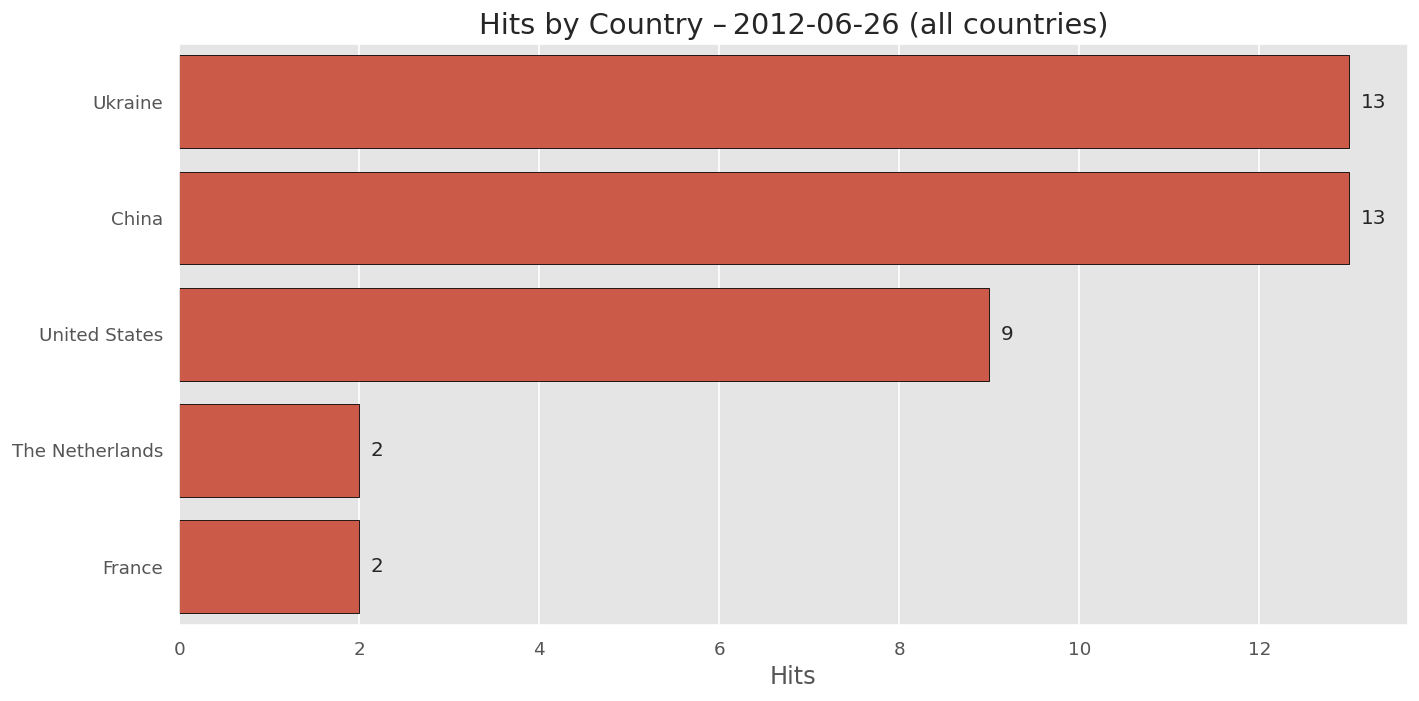 Hits by Country – 2012-06-26 (all countries)
Ukraine 13
China 13
United States 9
The Netherlands 2
France 2
0 2 4 6 8 10 12
Hits